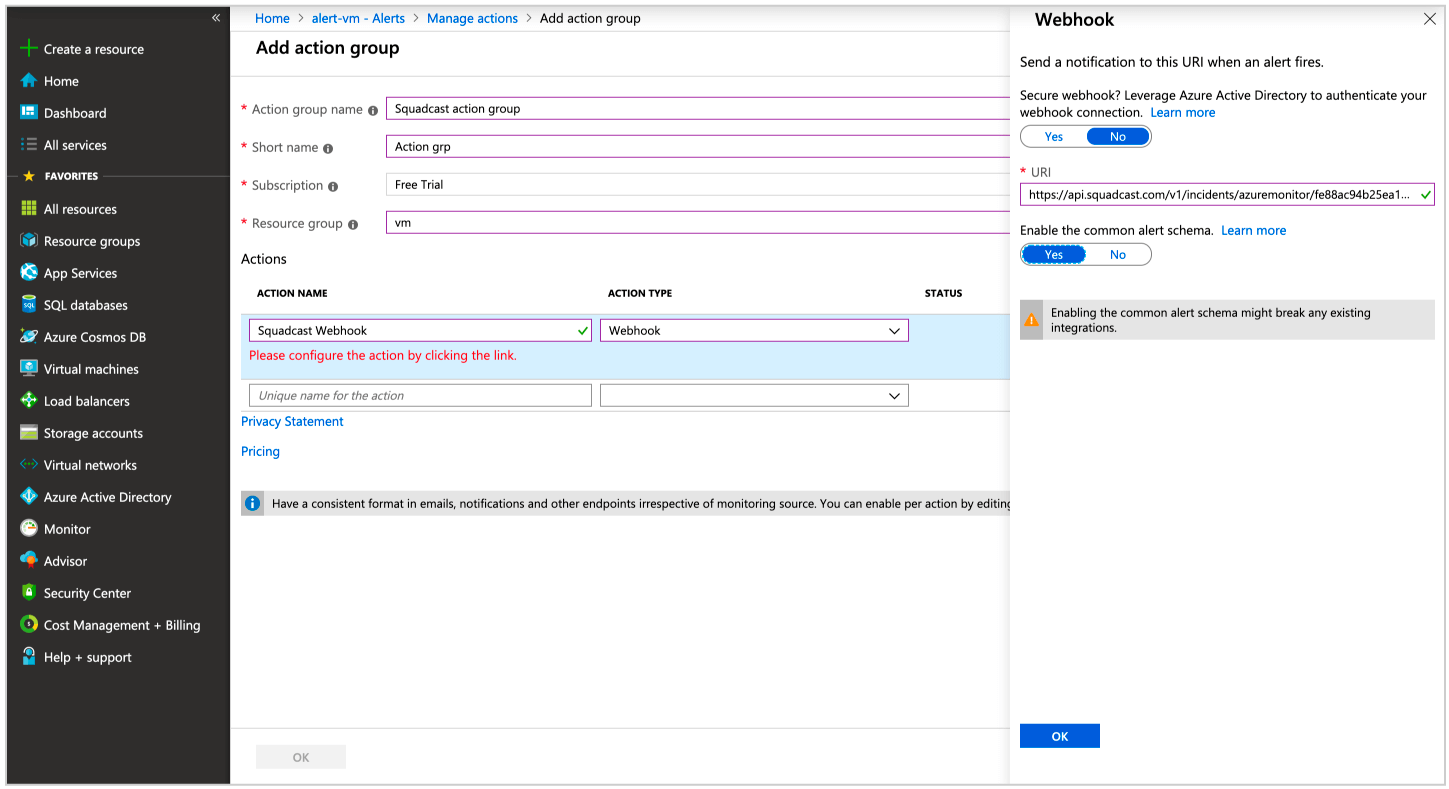 «
Create a resource
Home
Dashboard
All services
FAVORITES
All resources
Resource groups
App Services
SQL databases
Azure Cosmos DB
Virtual machines
Load balancers
Storage accounts
Virtual networks
Azure Active Directory
Monitor
Advisor
Security Center
Cost Management + Billing
Help + support
Home > alert-vm - Alerts > Manage actions > Add action group
Add action group
* Action group name
Squadcast action group
* Short name
Action grp
* Subscription
Free Trial
* Resource group
vm
Actions
ACTION NAME ACTION TYPE STATUS
Squadcast Webhook
Webhook
Please configure the action by clicking the link.
Unique name for the action
Privacy Statement
Pricing
Have a consistent format in emails, notifications and other endpoints irrespective of monitoring source. You can enable per action by editing
OK
Webhook
Send a notification to this URI when an alert fires.
Secure webhook? Leverage Azure Active Directory to authenticate your
webhook connection. Learn more
Yes No
* URI
https://api.squadcast.com/v1/incidents/azuremonitor/fe88ac94b25ea1...
Enable the common alert schema. Learn more
Yes No
Enabling the common alert schema might break any existing
integrations.
OK